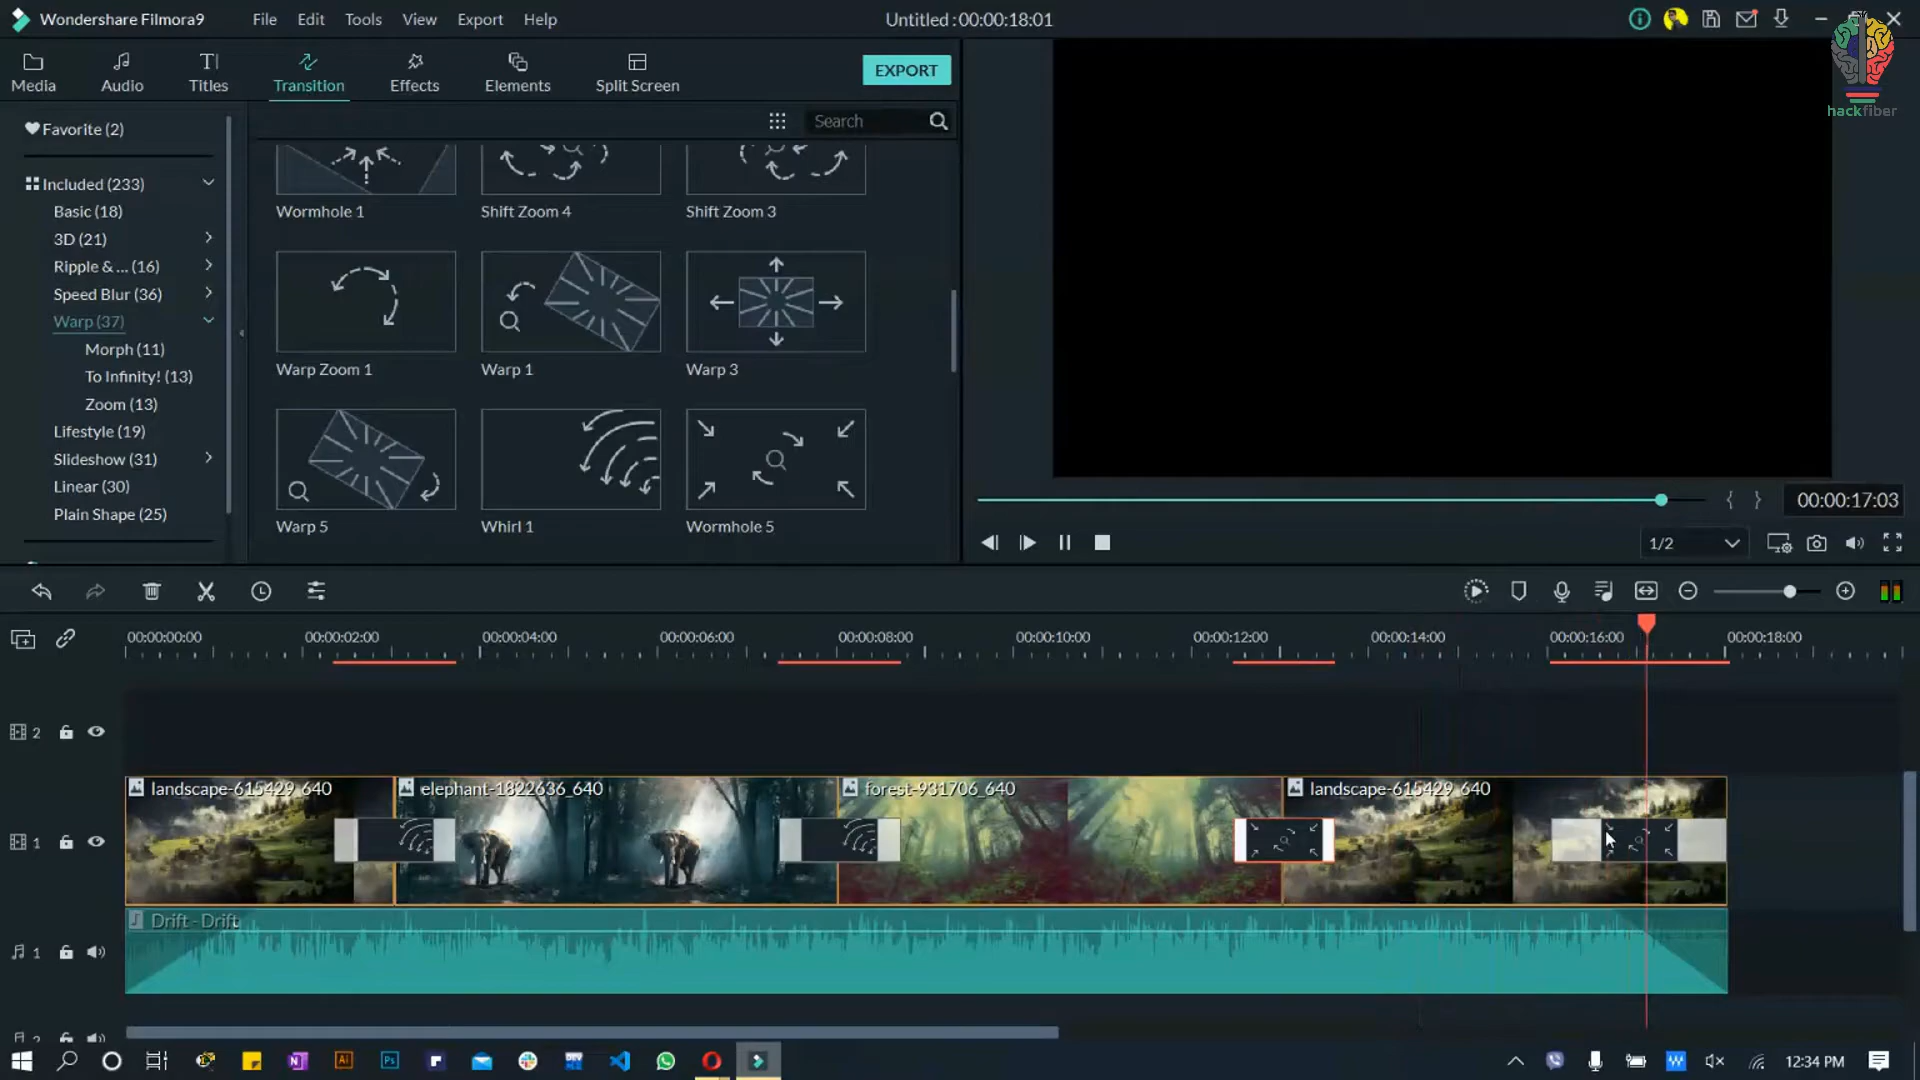 Wondershare Filmora9
File Edit Tools View Export Help
Untitled : 00:00:18:01
Media Audio Titles Transition Effects Elements Split Screen
EXPORT
hackfiber
Favorite (2)
Search
Included (233)
Basic (18)
3D (21)
Ripple & ... (16)
Speed Blur (36)
Warp (37)
Morph (11)
To Infinity! (13)
Zoom (13)
Lifestyle (19)
Slideshow (31)
Linear (30)
Plain Shape (25)
Wormhole 1 Shift Zoom 4 Shift Zoom 3
Warp Zoom 1 Warp 1 Warp 3
Warp 5 Whirl 1 Wormhole 5
{ } 00:00:17:03
1/2
00:00:00:00 00:00:02:00 00:00:04:00 00:00:06:00 00:00:08:00 00:00:10:00 00:00:12:00 00:00:14:00 00:00:16:00 00:00:18:00
2
landscape-615429_640 elephant-1822636_640 forest-931706_640 landscape-615429_640
1
Drift - Drift
1
12:34 PM